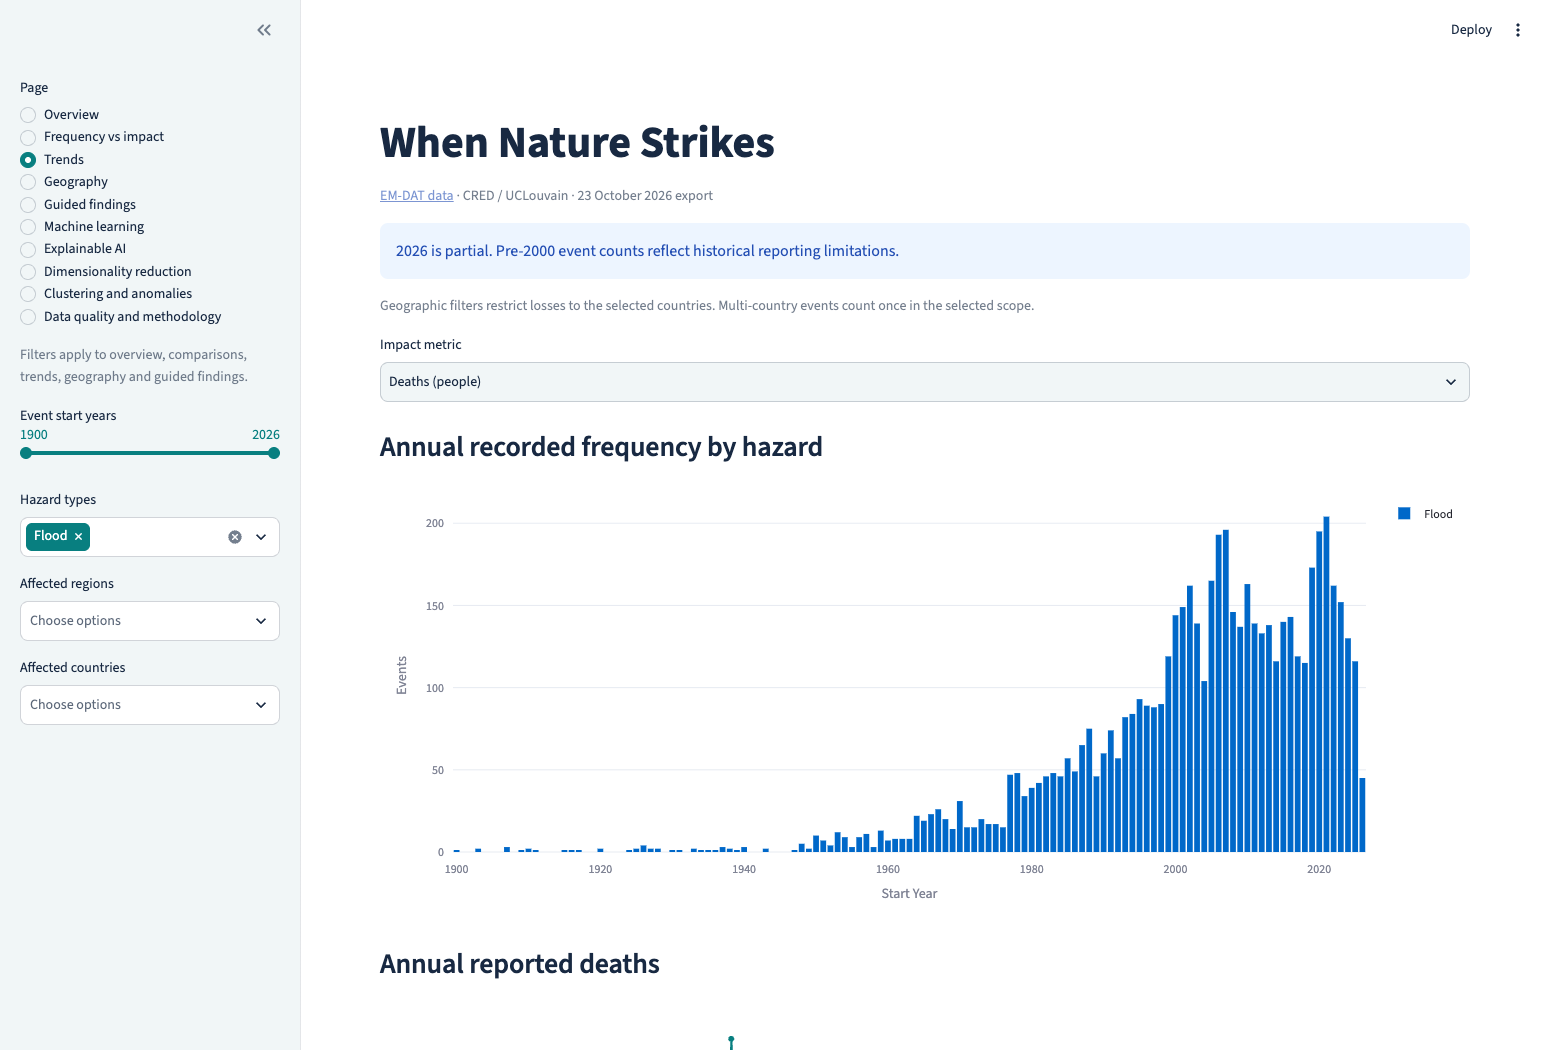 Deploy
Page
Overview
Frequency vs impact
Trends
Geography
Guided findings
Machine learning
Explainable AI
Dimensionality reduction
Clustering and anomalies
Data quality and methodology
Filters apply to overview, comparisons,
trends, geography and guided findings.
Event start years
1900 2026
Hazard types
Flood
Affected regions
Choose options
Affected countries
Choose options
When Nature Strikes
EM-DAT data · CRED / UCLouvain · 23 October 2026 export
2026 is partial. Pre-2000 event counts reflect historical reporting limitations.
Geographic filters restrict losses to the selected countries. Multi-country events count once in the selected scope.
Impact metric
Deaths (people)
Annual recorded frequency by hazard
Flood
200
150
100
50
0
Events
1900 1920 1940 1960 1980 2000 2020
Start Year
Annual reported deaths